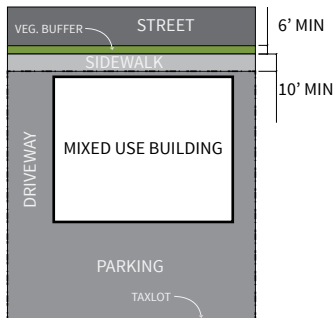 STREET
VEG. BUFFER
6’ MIN
SIDEWALK
10’ MIN
MIXED USE BUILDING
DRIVEWAY
PARKING
TAXLOT